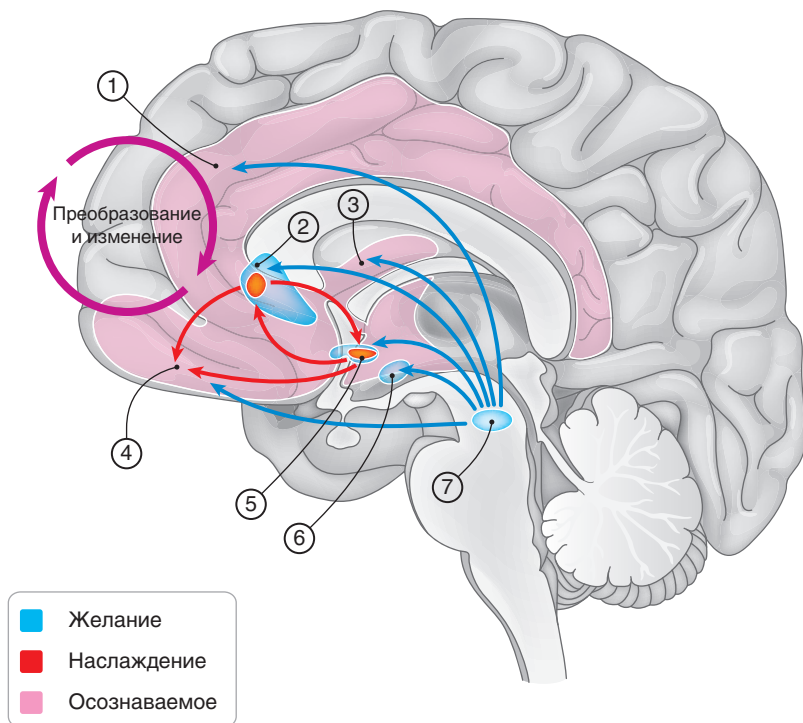 1
Преобразование
и изменение
2
3
4
5
6
7
Желание
Наслаждение
Осознаваемое